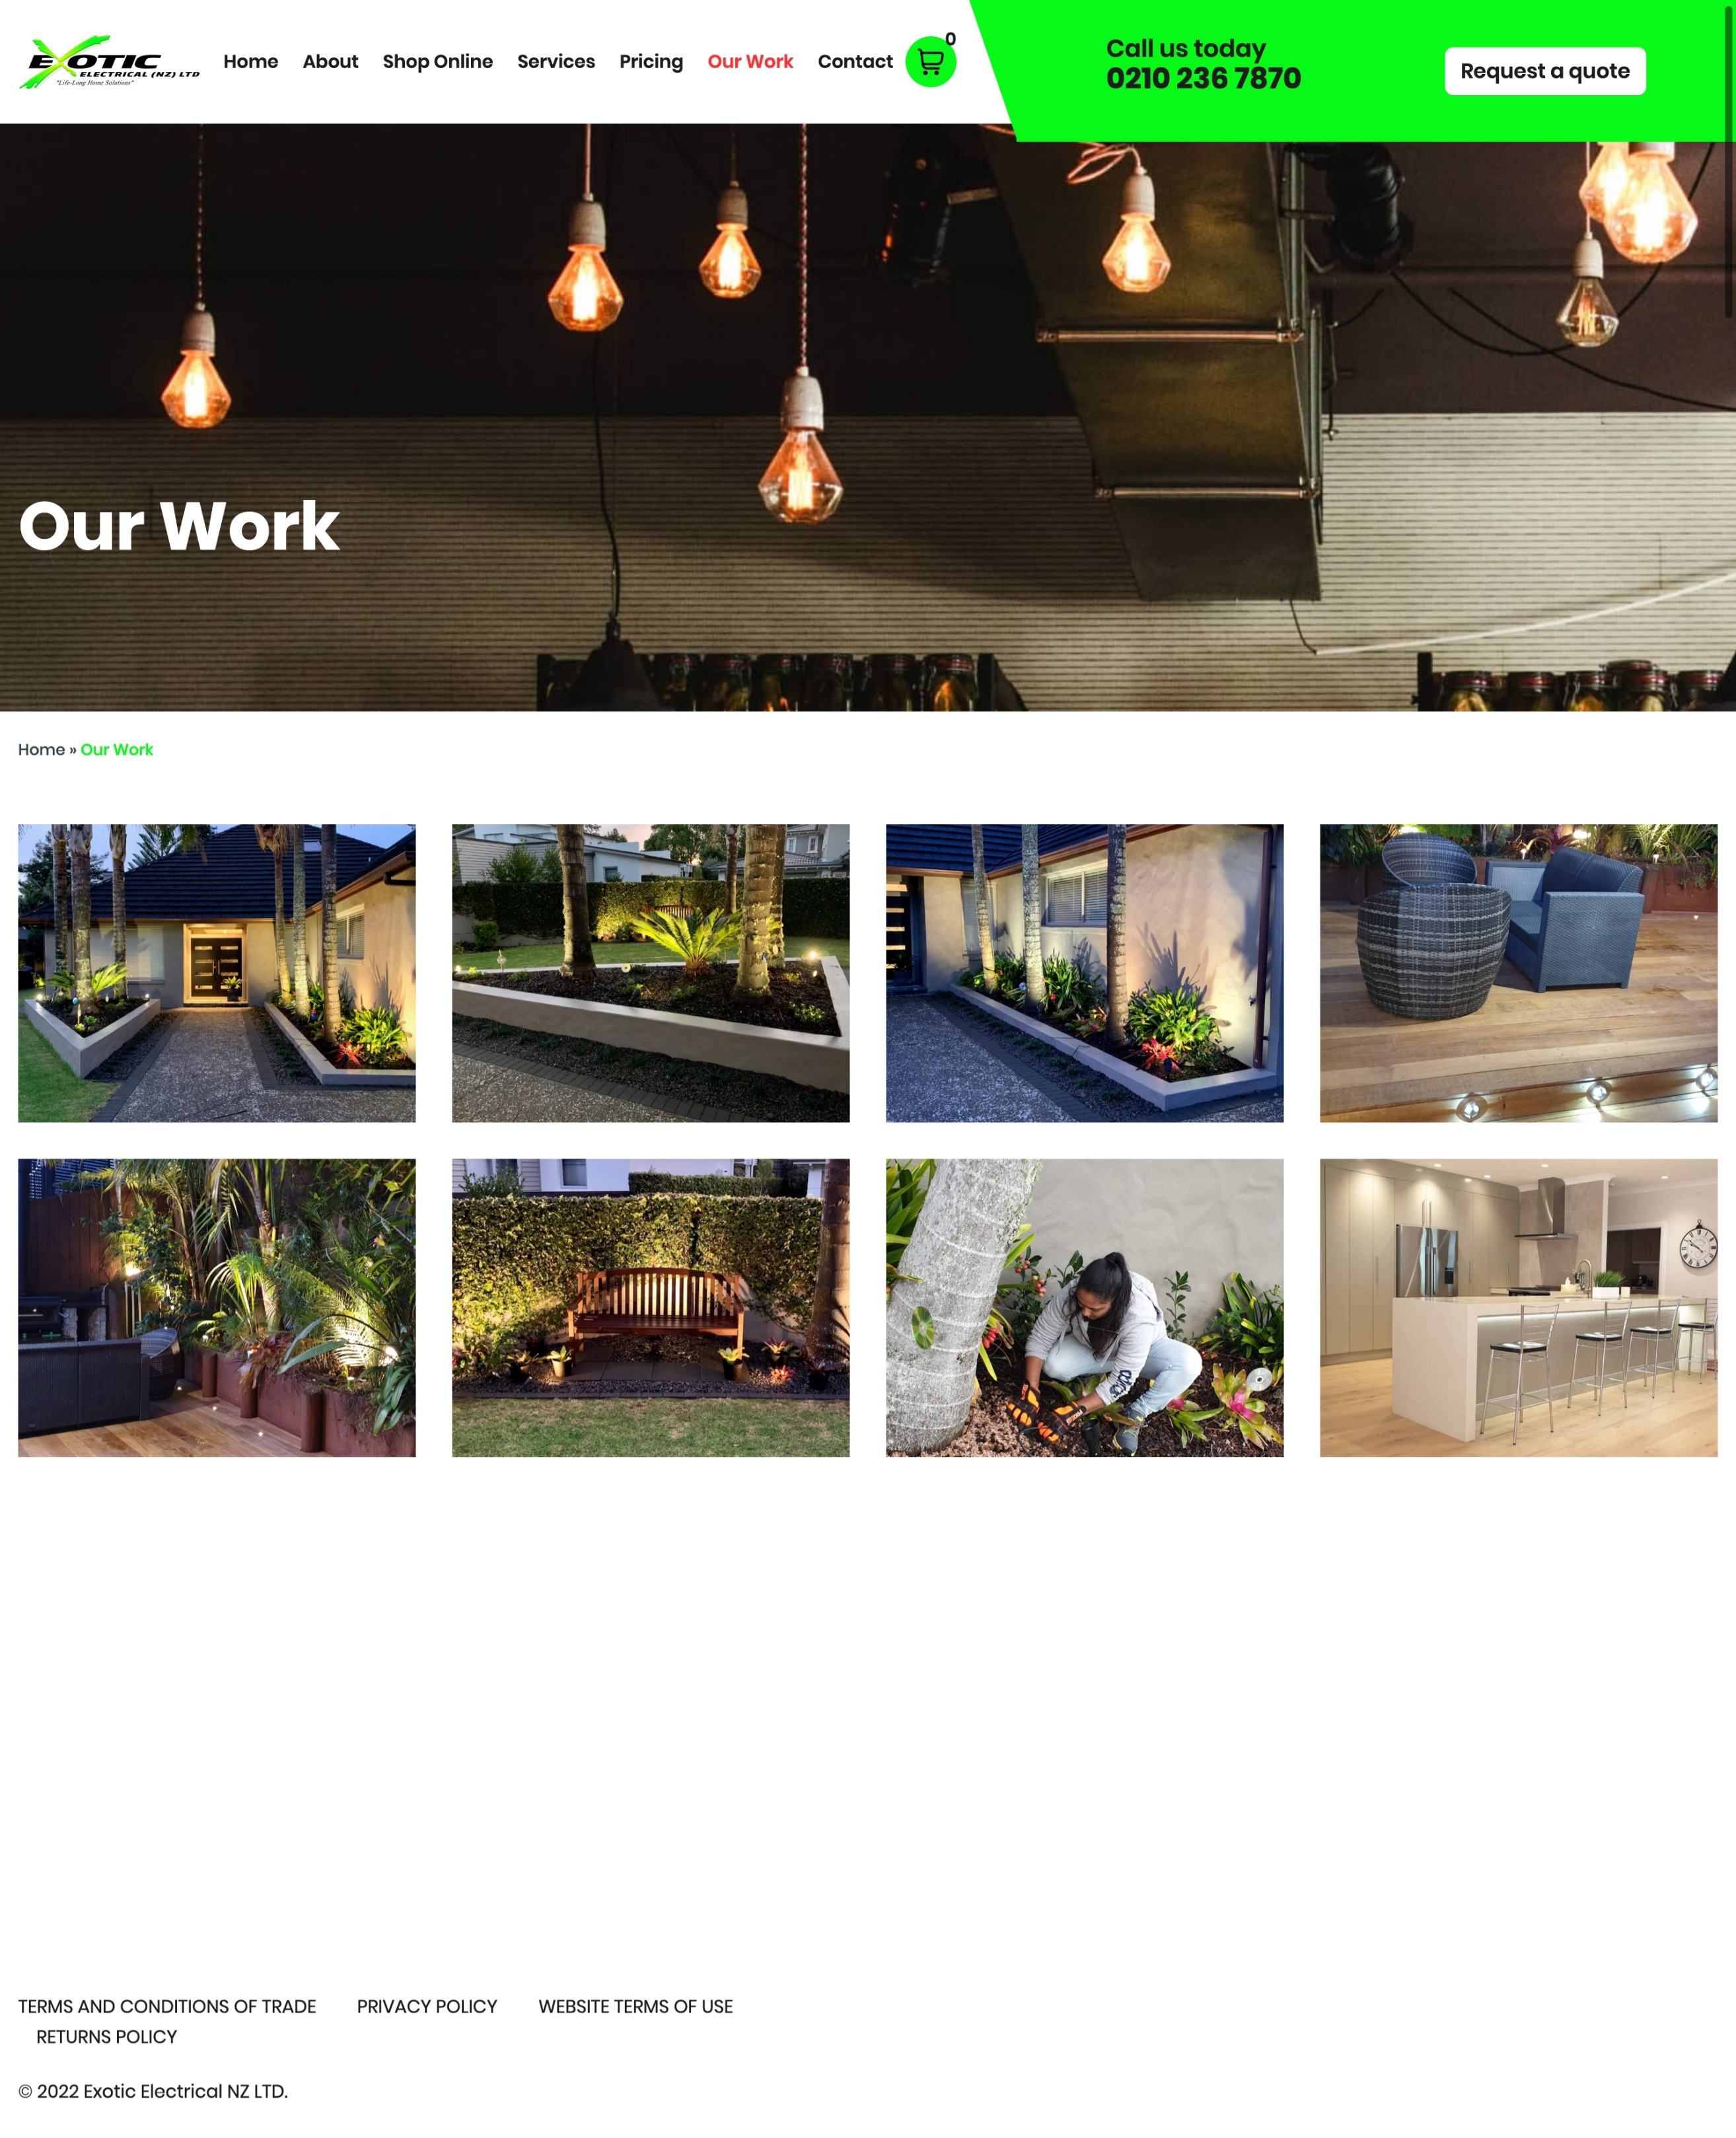 EXOTIC
ELECTRICAL (NZ) LTD
"Life-Long Home Solutions"
Home About Shop Online Services Pricing Our Work Contact
0
Call us today
0210 236 7870
Request a quote
Our Work
Home » Our Work
TERMS AND CONDITIONS OF TRADE PRIVACY POLICY WEBSITE TERMS OF USE
RETURNS POLICY
© 2022 Exotic Electrical NZ LTD.